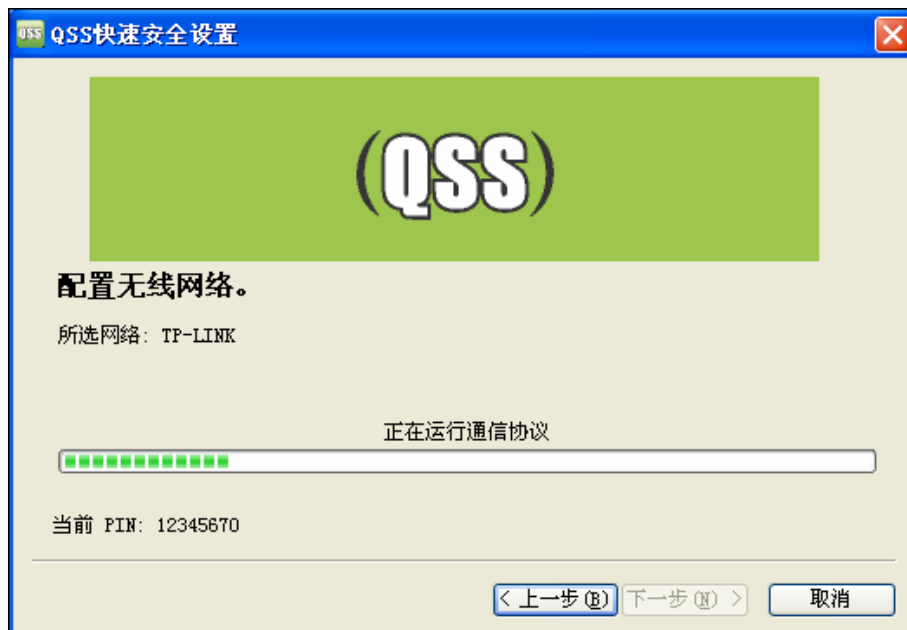 QSS QSS快速安全设置
(QSS)
配置无线网络。
所选网络: TP-LINK
正在运行通信协议
当前 PIN: 12345670
< 上一步(B) 下一步(N) > 取消